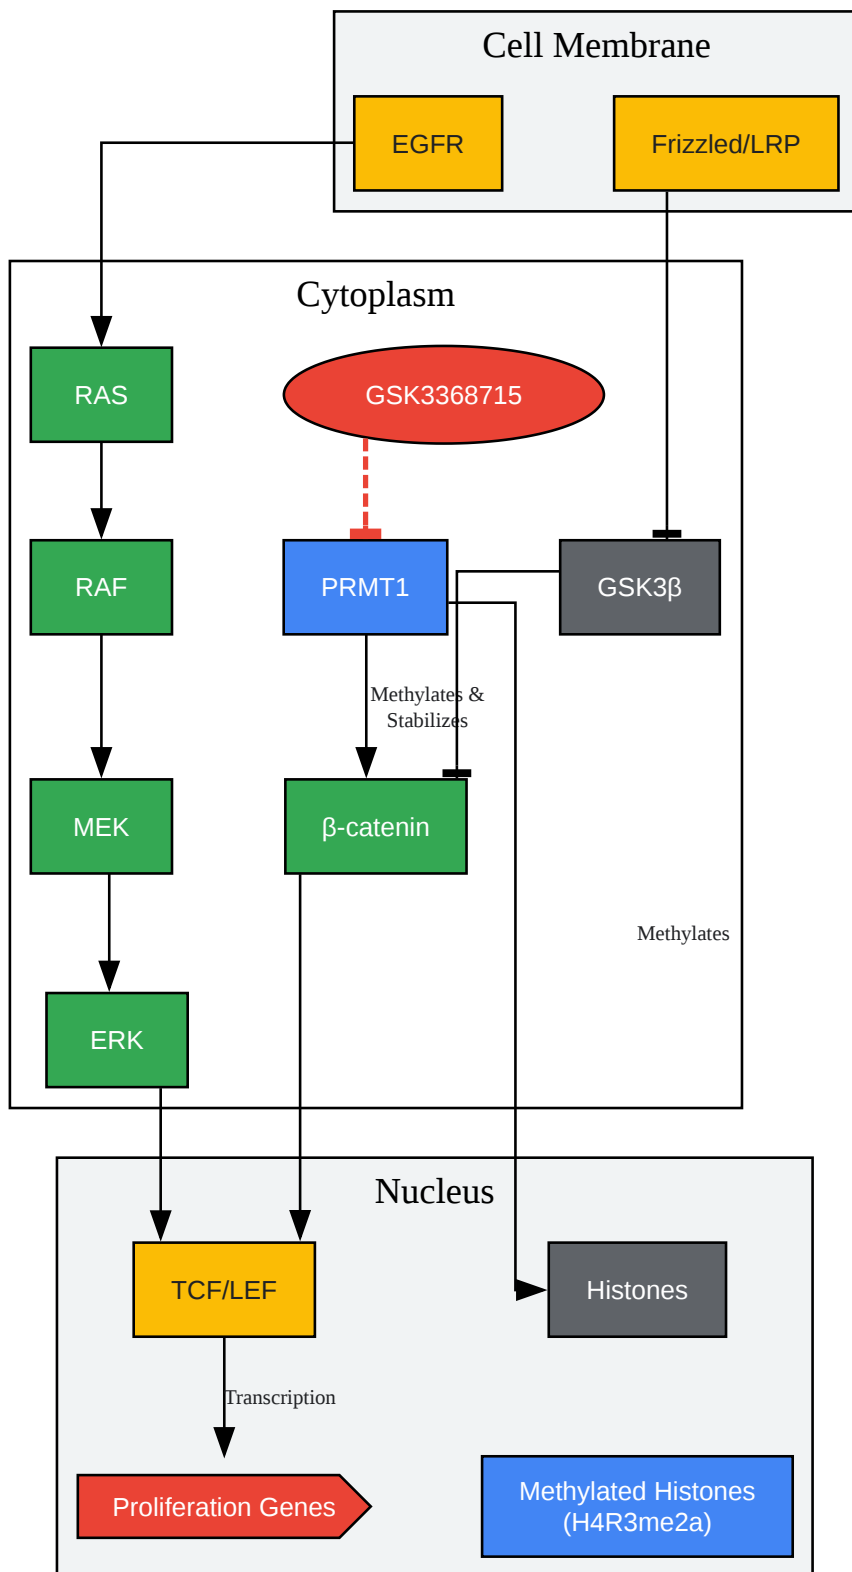 Cell Membrane
EGFR
Frizzled/LRP
Cytoplasm
RAS
GSK3368715
RAF
PRMT1
GSK3β
Methylates &
Stabilizes
MEK
β-catenin
Methylates
ERK
Nucleus
TCF/LEF
Histones
Transcription
Proliferation Genes
Methylated Histones
(H4R3me2a)